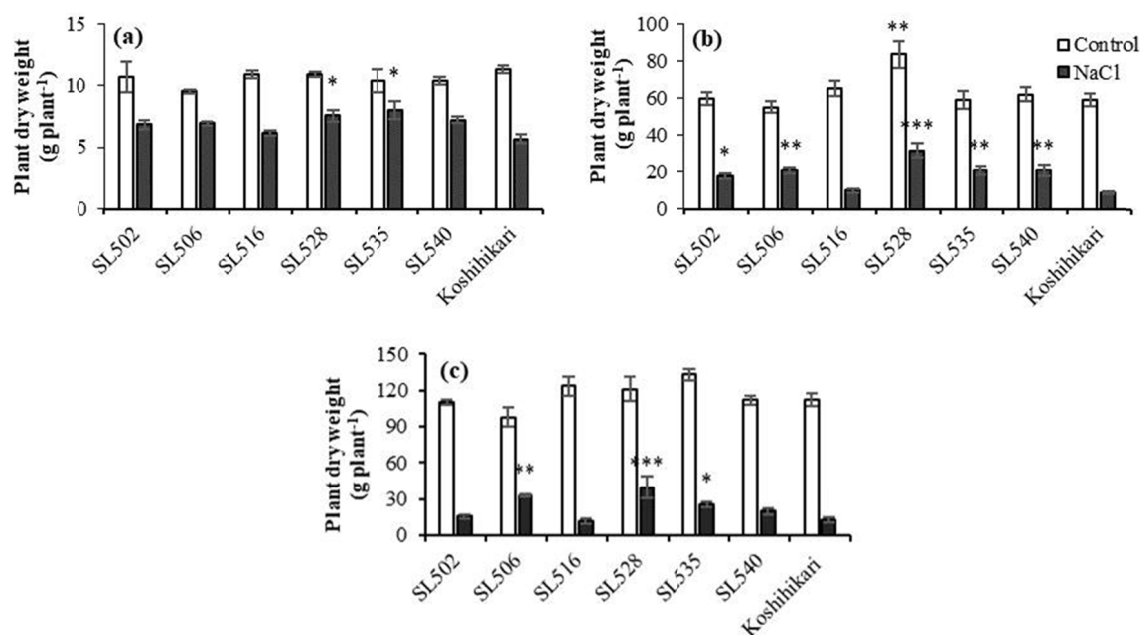 (a)
Plant dry weight
(g plant⁻¹)
15
10
5
0
*
*
SL502
SL506
SL516
SL528
SL535
SL540
Koshihikari
(b)
Plant dry weight
(g plant⁻¹)
100
80
60
40
20
0
**
*
**
***
**
**
Control
NaCl
SL502
SL506
SL516
SL528
SL535
SL540
Koshihikari
(c)
Plant dry weight
(g plant⁻¹)
150
120
90
60
30
0
**
***
*
SL502
SL506
SL516
SL528
SL535
SL540
Koshihikari